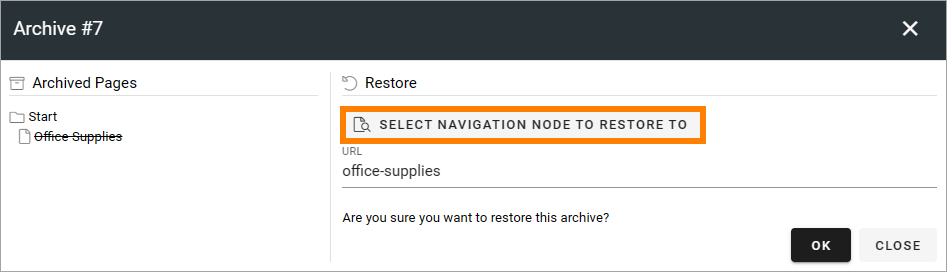 Archive #7
Archived Pages
Start
Office Supplies
Restore
SELECT NAVIGATION NODE TO RESTORE TO
URL
office-supplies
Are you sure you want to restore this archive?
OK
CLOSE